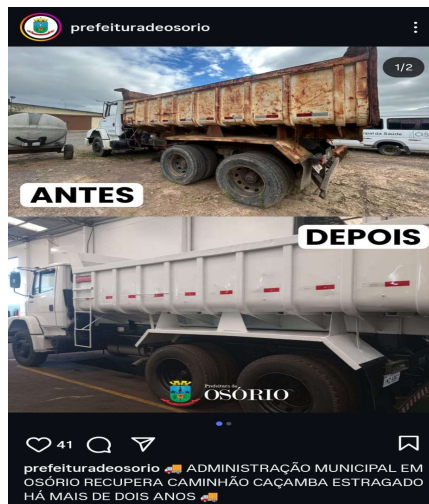 prefeituradeosorio
1/2
ANTES
DEPOIS
Prefeitura de
OSÓRIO
41
prefeituradeosorio 🚚 ADMINISTRAÇÃO MUNICIPAL EM
OSÓRIO RECUPERA CAMINHÃO CAÇAMBA ESTRAGADO
HÁ MAIS DE DOIS ANOS 🚚